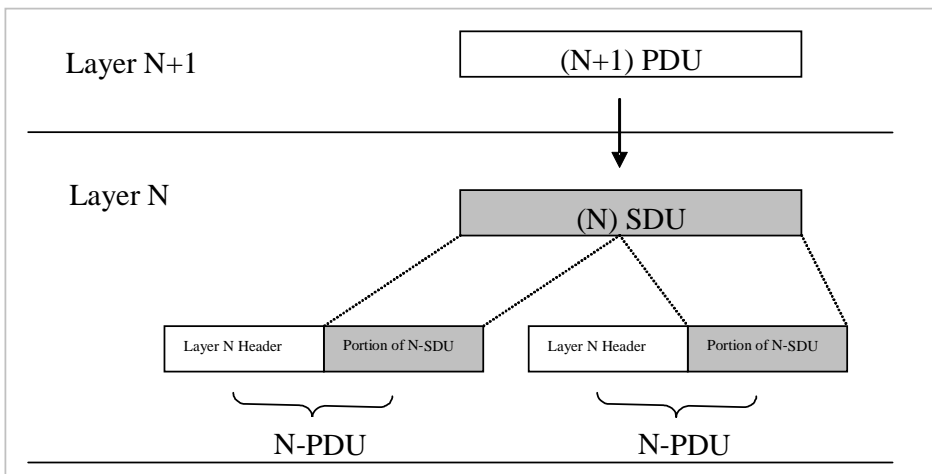 Layer N+1
(N+1) PDU
Layer N
(N) SDU
Layer N Header
Portion of N-SDU
Layer N Header
Portion of N-SDU
N-PDU
N-PDU